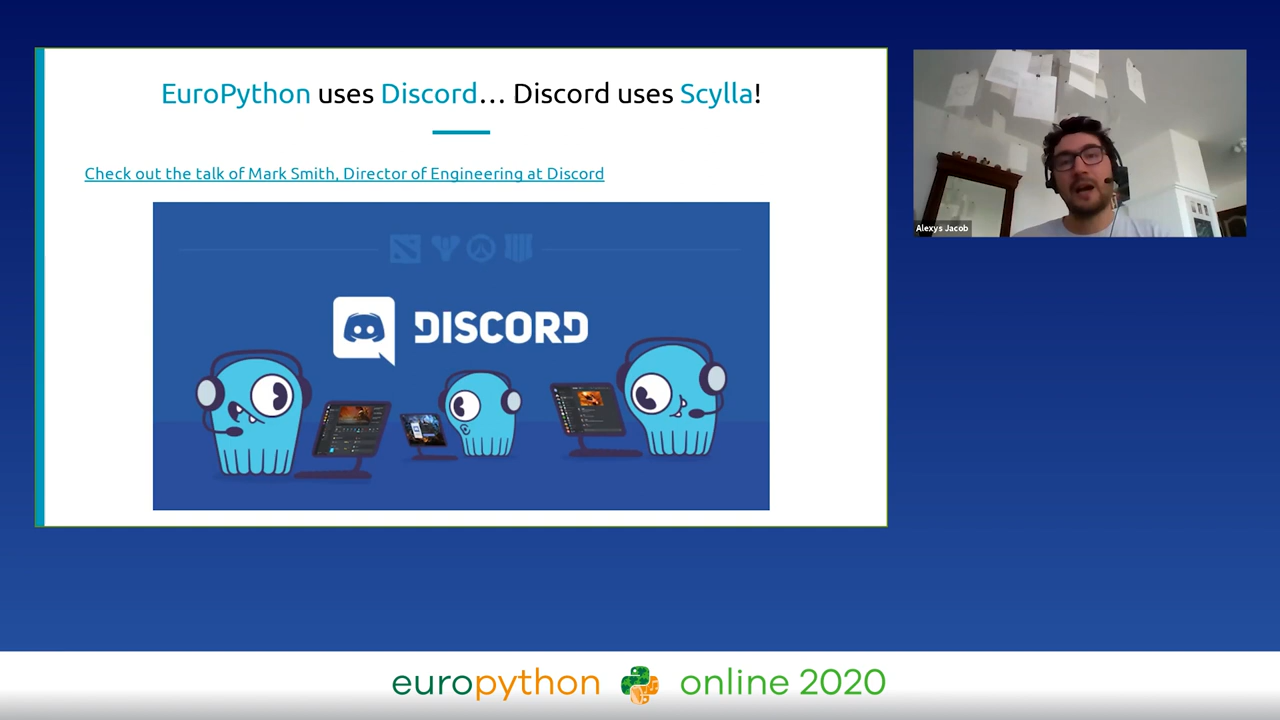 EuroPython uses Discord... Discord uses Scylla!
Check out the talk of Mark Smith, Director of Engineering at Discord
DISCORD
Alexys Jacob
europython online 2020